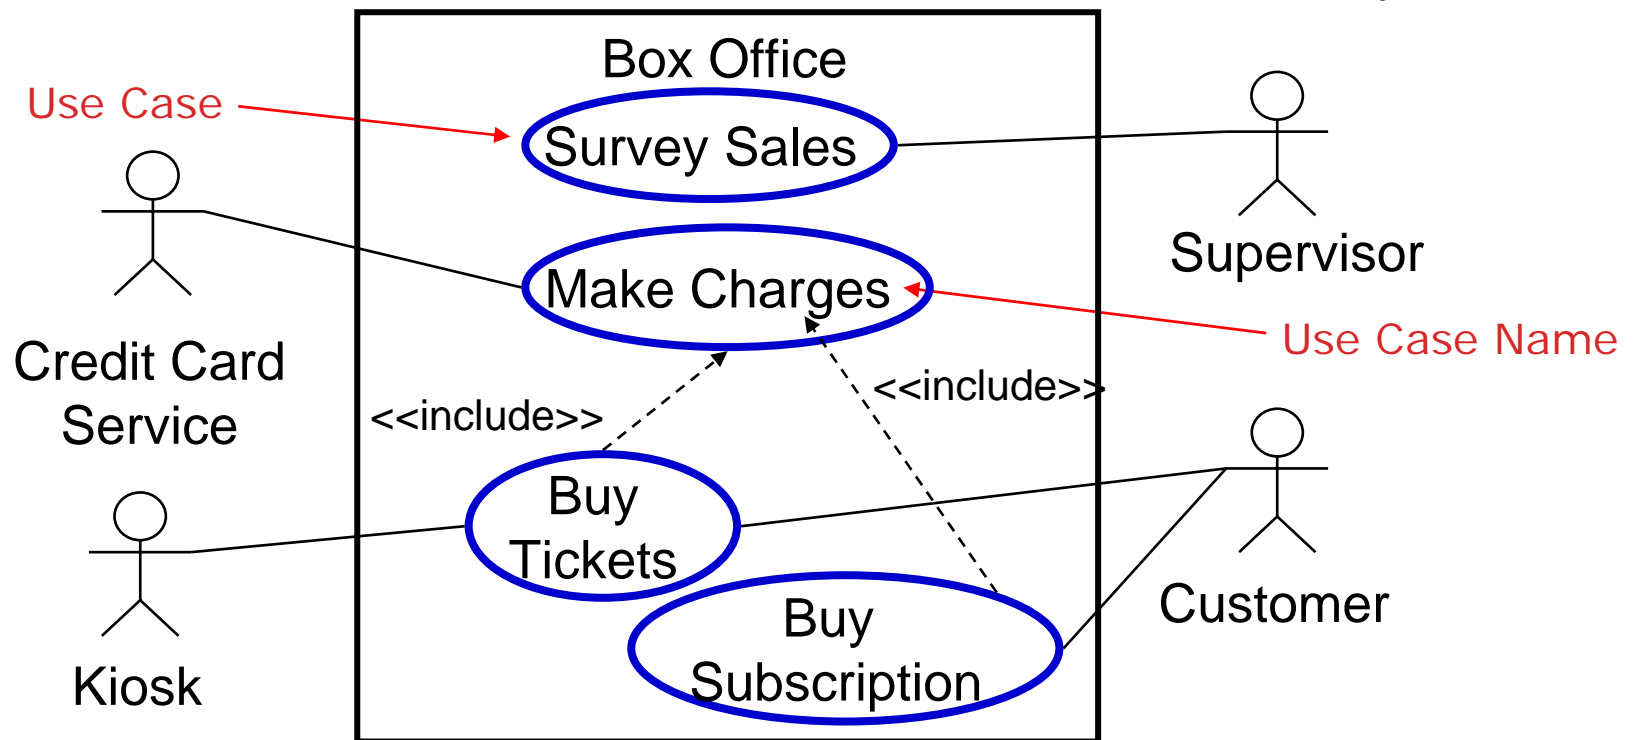 Box Office
Use Case
Survey Sales
Supervisor
Make Charges
Use Case Name
Credit Card
Service
<<include>>
<<include>>
Buy
Tickets
Customer
Buy
Subscription
Kiosk